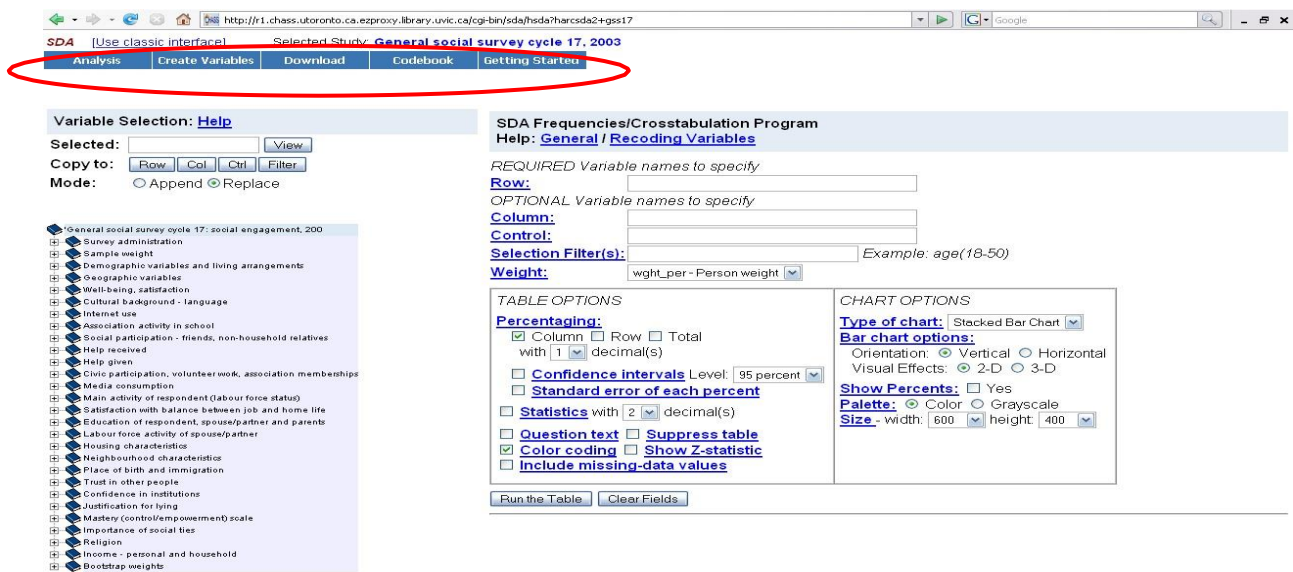 http://r1.chass.utoronto.ca.ezproxy.library.uvic.ca/cgi-bin/sda/hsda?harcsda2+gss17
G
Google
SDA [Use classic interface] Selected Study: General social survey cycle 17, 2003
Analysis Create Variables Download Codebook Getting Started
Variable Selection: Help
Selected: View
Copy to: Row Col Ctrl Filter
Mode: Append Replace
'General social survey cycle 17: social engagement, 200
Survey administration
Sample weight
Demographic variables and living arrangements
Geographic variables
Well-being, satisfaction
Cultural background - language
Internet use
Association activity in school
Social participation - friends, non-household relatives
Help received
Help given
Civic participation, volunteer work, association memberships
Media consumption
Main activity of respondent (labour force status)
Satisfaction with balance between job and home life
Education of respondent, spouse/partner and parents
Labour force activity of spouse/partner
Housing characteristics
Neighbourhood characteristics
Place of birth and immigration
Trust in other people
Confidence in institutions
Justification for lying
Mastery (control/empowerment) scale
Importance of social ties
Religion
Income - personal and household
Bootstrap weights
SDA Frequencies/Crosstabulation Program
Help: General / Recoding Variables
REQUIRED Variable names to specify
Row:
OPTIONAL Variable names to specify
Column:
Control:
Selection Filter(s): Example: age(18-50)
Weight: wght_per - Person weight
TABLE OPTIONS
Percentaging:
Column Row Total
with 1 decimal(s)
Confidence intervals Level: 95 percent
Standard error of each percent
Statistics with 2 decimal(s)
Question text Suppress table
Color coding Show Z-statistic
Include missing-data values
CHART OPTIONS
Type of chart: Stacked Bar Chart
Bar chart options:
Orientation: Vertical Horizontal
Visual Effects: 2-D 3-D
Show Percents: Yes
Palette: Color Grayscale
Size - width: 600 height: 400
Run the Table Clear Fields